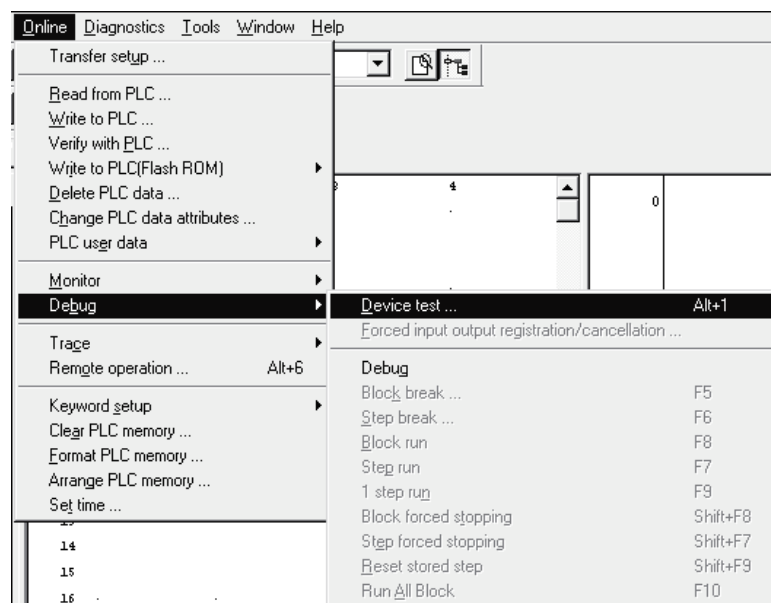 Online Diagnostics Tools Window Help
Transfer setup ...
Read from PLC ...
Write to PLC ...
Verify with PLC ...
Write to PLC(Flash ROM)
Delete PLC data ...
Change PLC data attributes ...
PLC user data
Monitor
Debug
Trace
Remote operation ... Alt+6
Keyword setup
Clear PLC memory ...
Format PLC memory ...
Arrange PLC memory ...
Set time ...
4
0
Device test ... Alt+1
Forced input output registration/cancellation ...
Debug
Block break ... F5
Step break ... F6
Block run F8
Step run F7
1 step run F9
Block forced stopping Shift+F8
Step forced stopping Shift+F7
Reset stored step Shift+F9
Run All Block F10
14
15
16